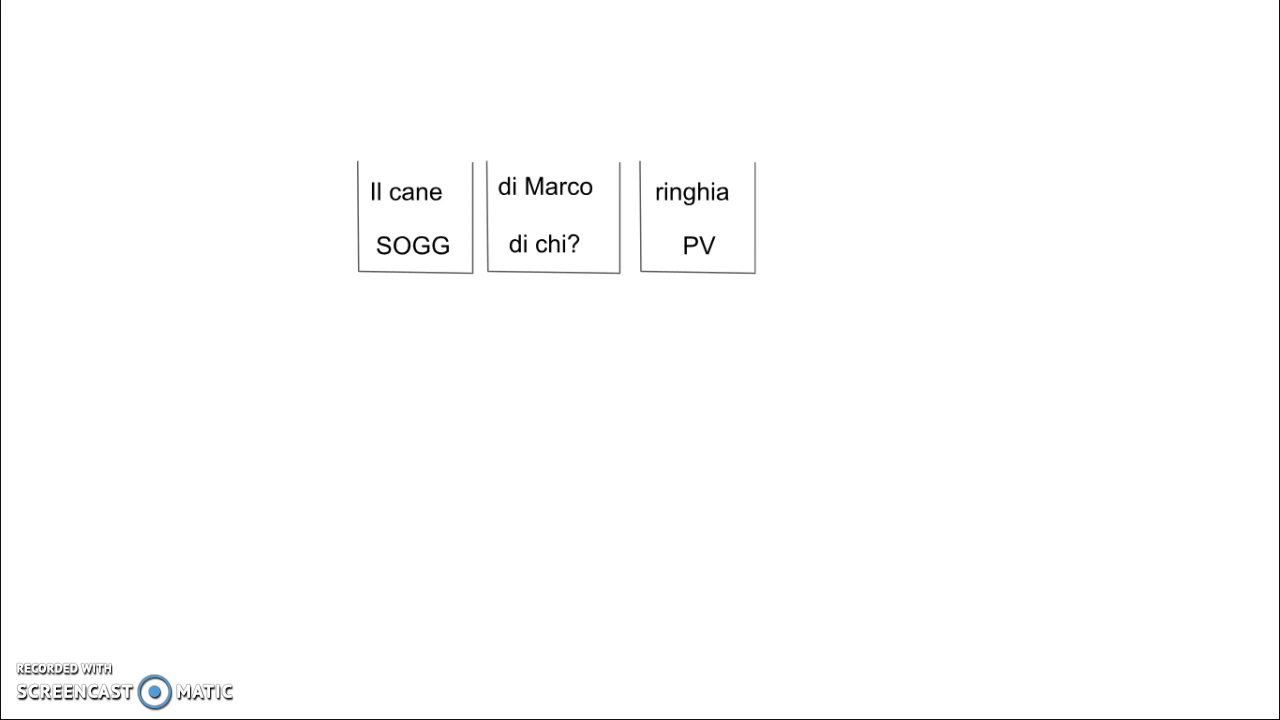 Il cane
SOGG
di Marco
di chi?
ringhia
PV
RECORDED WITH
SCREENCAST MATIC